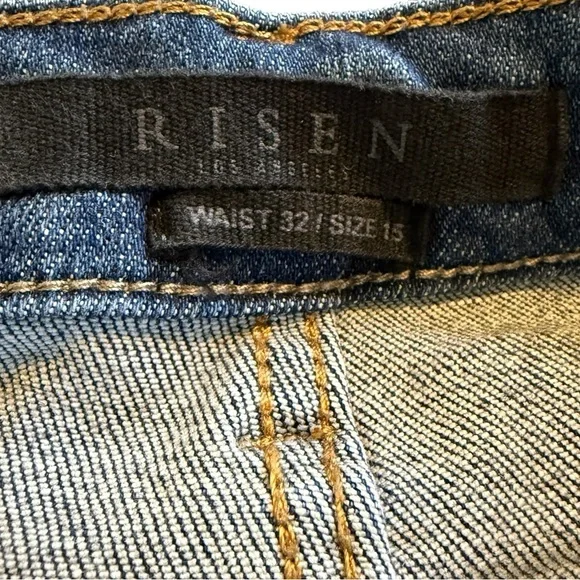 RISEN
LOS ANGELES
WAIST 32 / SIZE 15